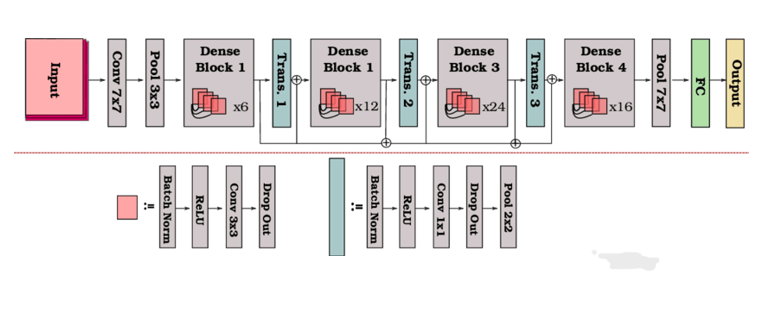 Input
Conv 7x7
Pool 3x3
Dense
Block 1
x6
Trans. 1
Dense
Block 1
x12
Trans. 2
Dense
Block 3
x24
Trans. 3
Dense
Block 4
x16
Pool 7x7
FC
Output
:=
Batch Norm
ReLU
Conv 3x3
Drop Out
:=
Batch Norm
ReLU
Conv 1x1
Drop Out
Pool 2x2